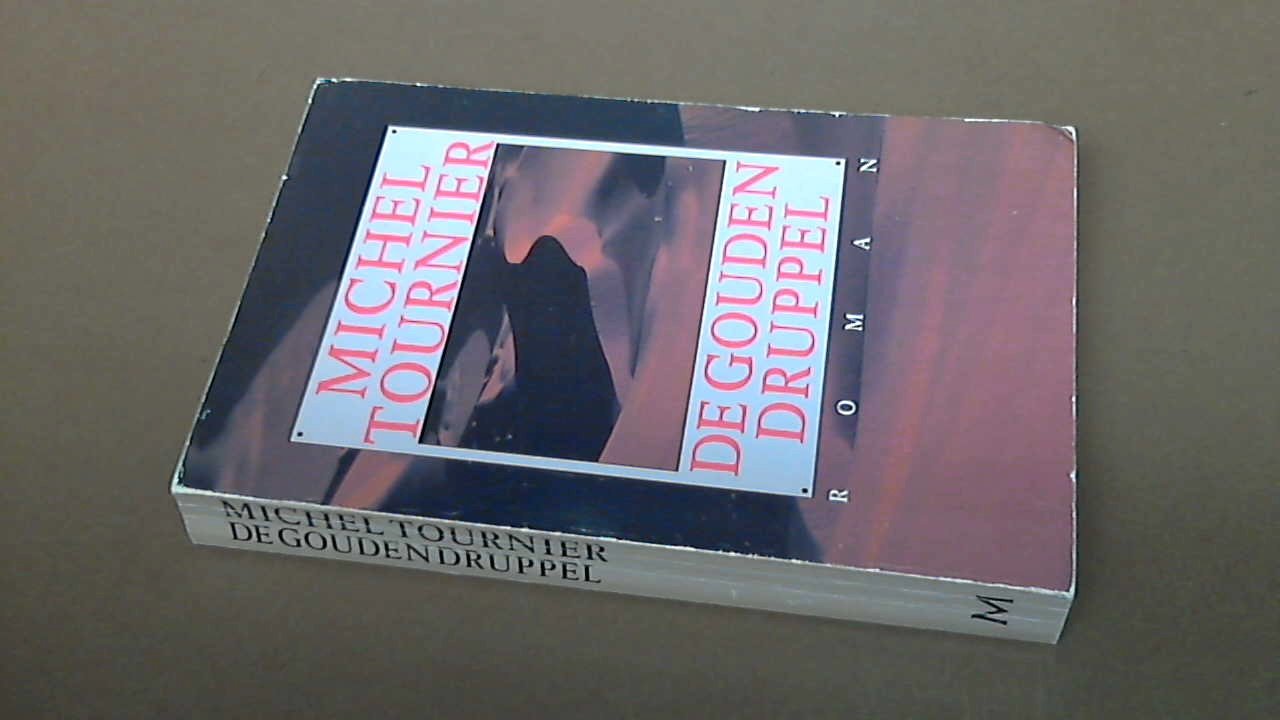 MICHEL
TOURNIER
DE GOUDEN
DRUPPEL
ROMAN
MICHEL TOURNIER
DE GOUDEN DRUPPEL
M